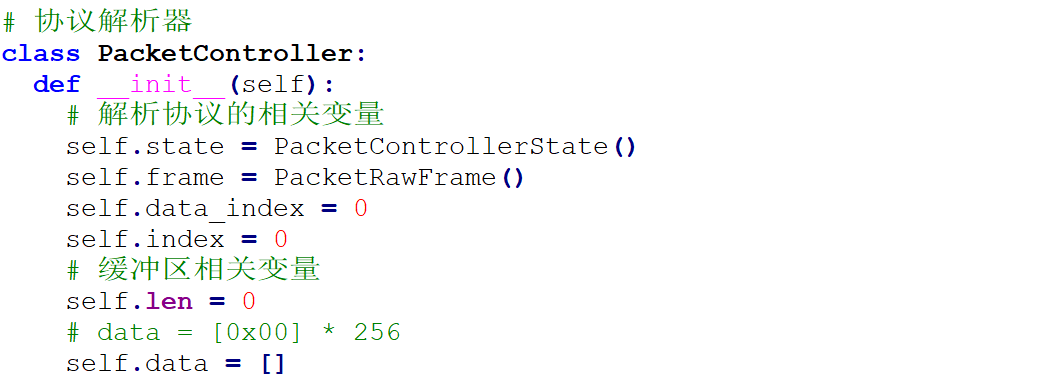 # 协议解析器
class PacketController:
  def __init__(self):
    # 解析协议的相关变量
    self.state = PacketControllerState()
    self.frame = PacketRawFrame()
    self.data_index = 0
    self.index = 0
    # 缓冲区相关变量
    self.len = 0
    # data = [0x00] * 256
    self.data = []